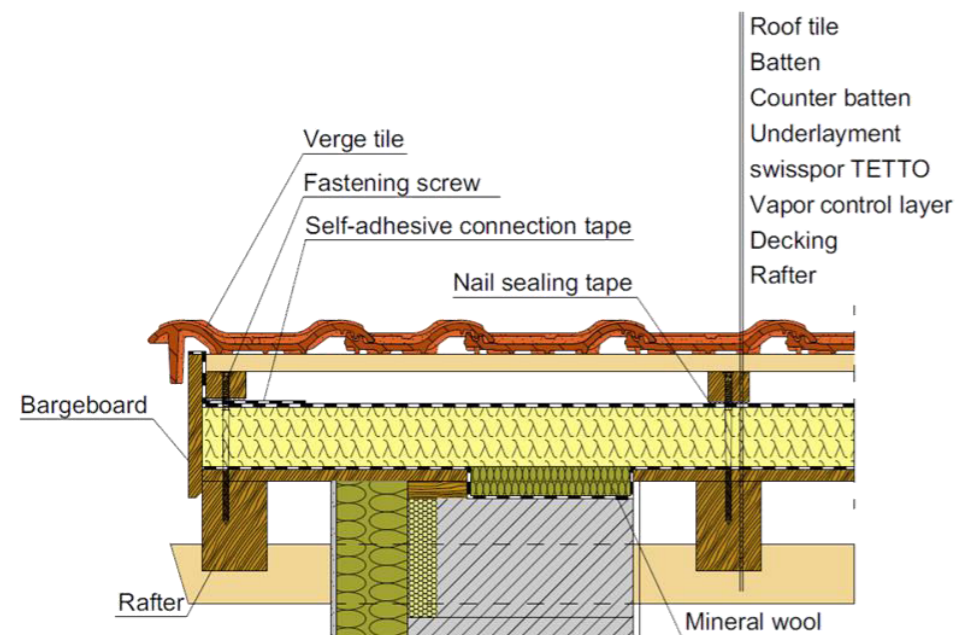 Roof tile
Batten
Counter batten
Underlayment
swisspor TETTO
Vapor control layer
Decking
Rafter
Verge tile
Fastening screw
Self-adhesive connection tape
Nail sealing tape
Bargeboard
Rafter
Mineral wool